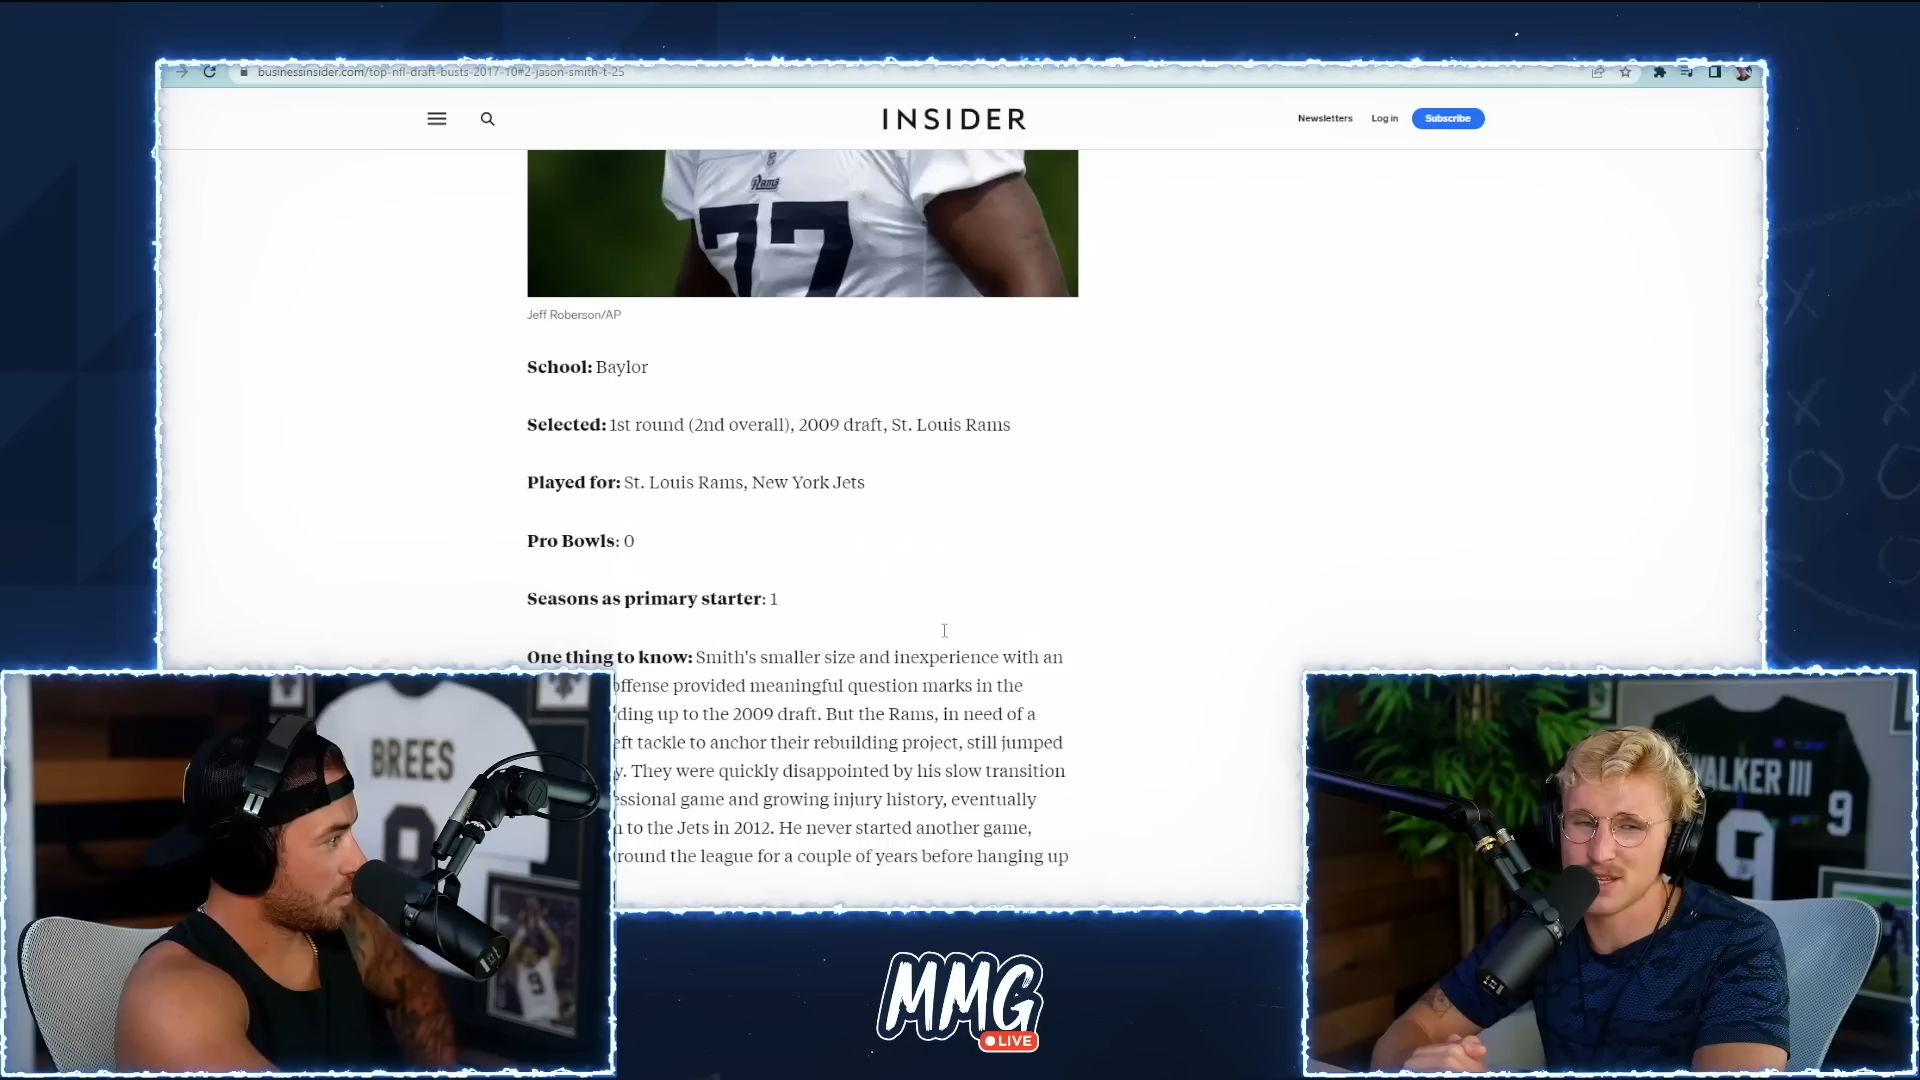 businessinsider.com/top-nfl-draft-busts-2017-10#2-jason-smith-t-25
INSIDER
Newsletters Log in Subscribe
Rams
77
Jeff Roberson/AP
School: Baylor
Selected: 1st round (2nd overall), 2009 draft, St. Louis Rams
Played for: St. Louis Rams, New York Jets
Pro Bowls: 0
Seasons as primary starter: 1
One thing to know: Smith's smaller size and inexperience with an
offense provided meaningful question marks in the
ding up to the 2009 draft. But the Rams, in need of a
eft tackle to anchor their rebuilding project, still jumped
y. They were quickly disappointed by his slow transition
essional game and growing injury history, eventually
to the Jets in 2012. He never started another game,
round the league for a couple of years before hanging up
BREES
9
9
WALKER III
9
9
MMG
LIVE